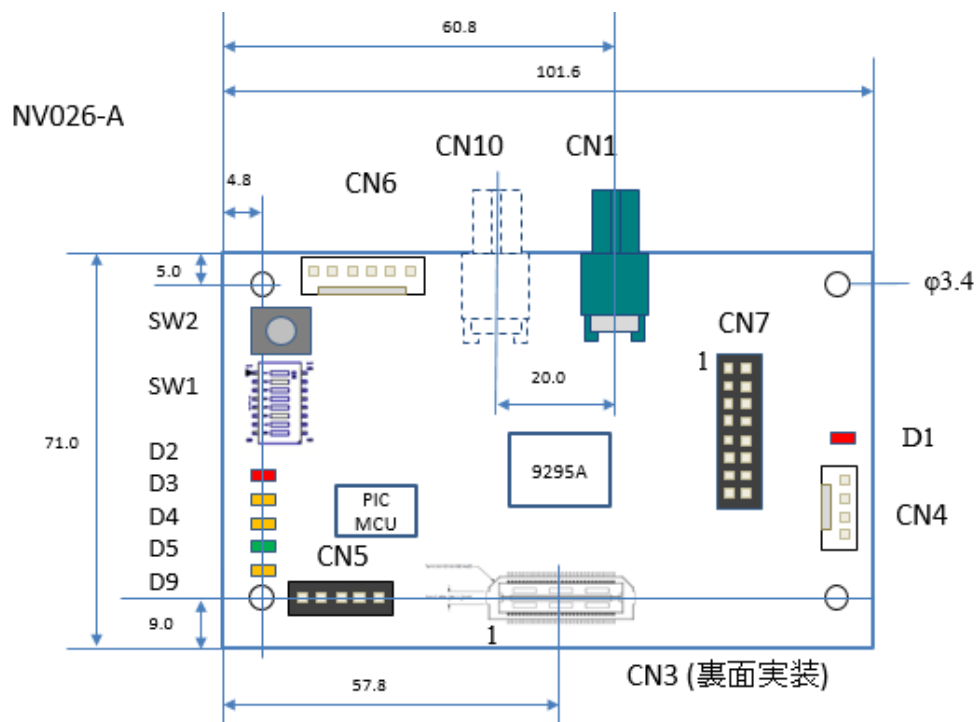 60.8
101.6
NV026-A
CN10
CN1
4.8
CN6
5.0
φ3.4
SW2
CN7
1
SW1
20.0
71.0
D1
D2
9295A
D3
PIC
MCU
D4
CN4
D5
CN5
D9
9.0
1
CN3 (裏面実装)
57.8